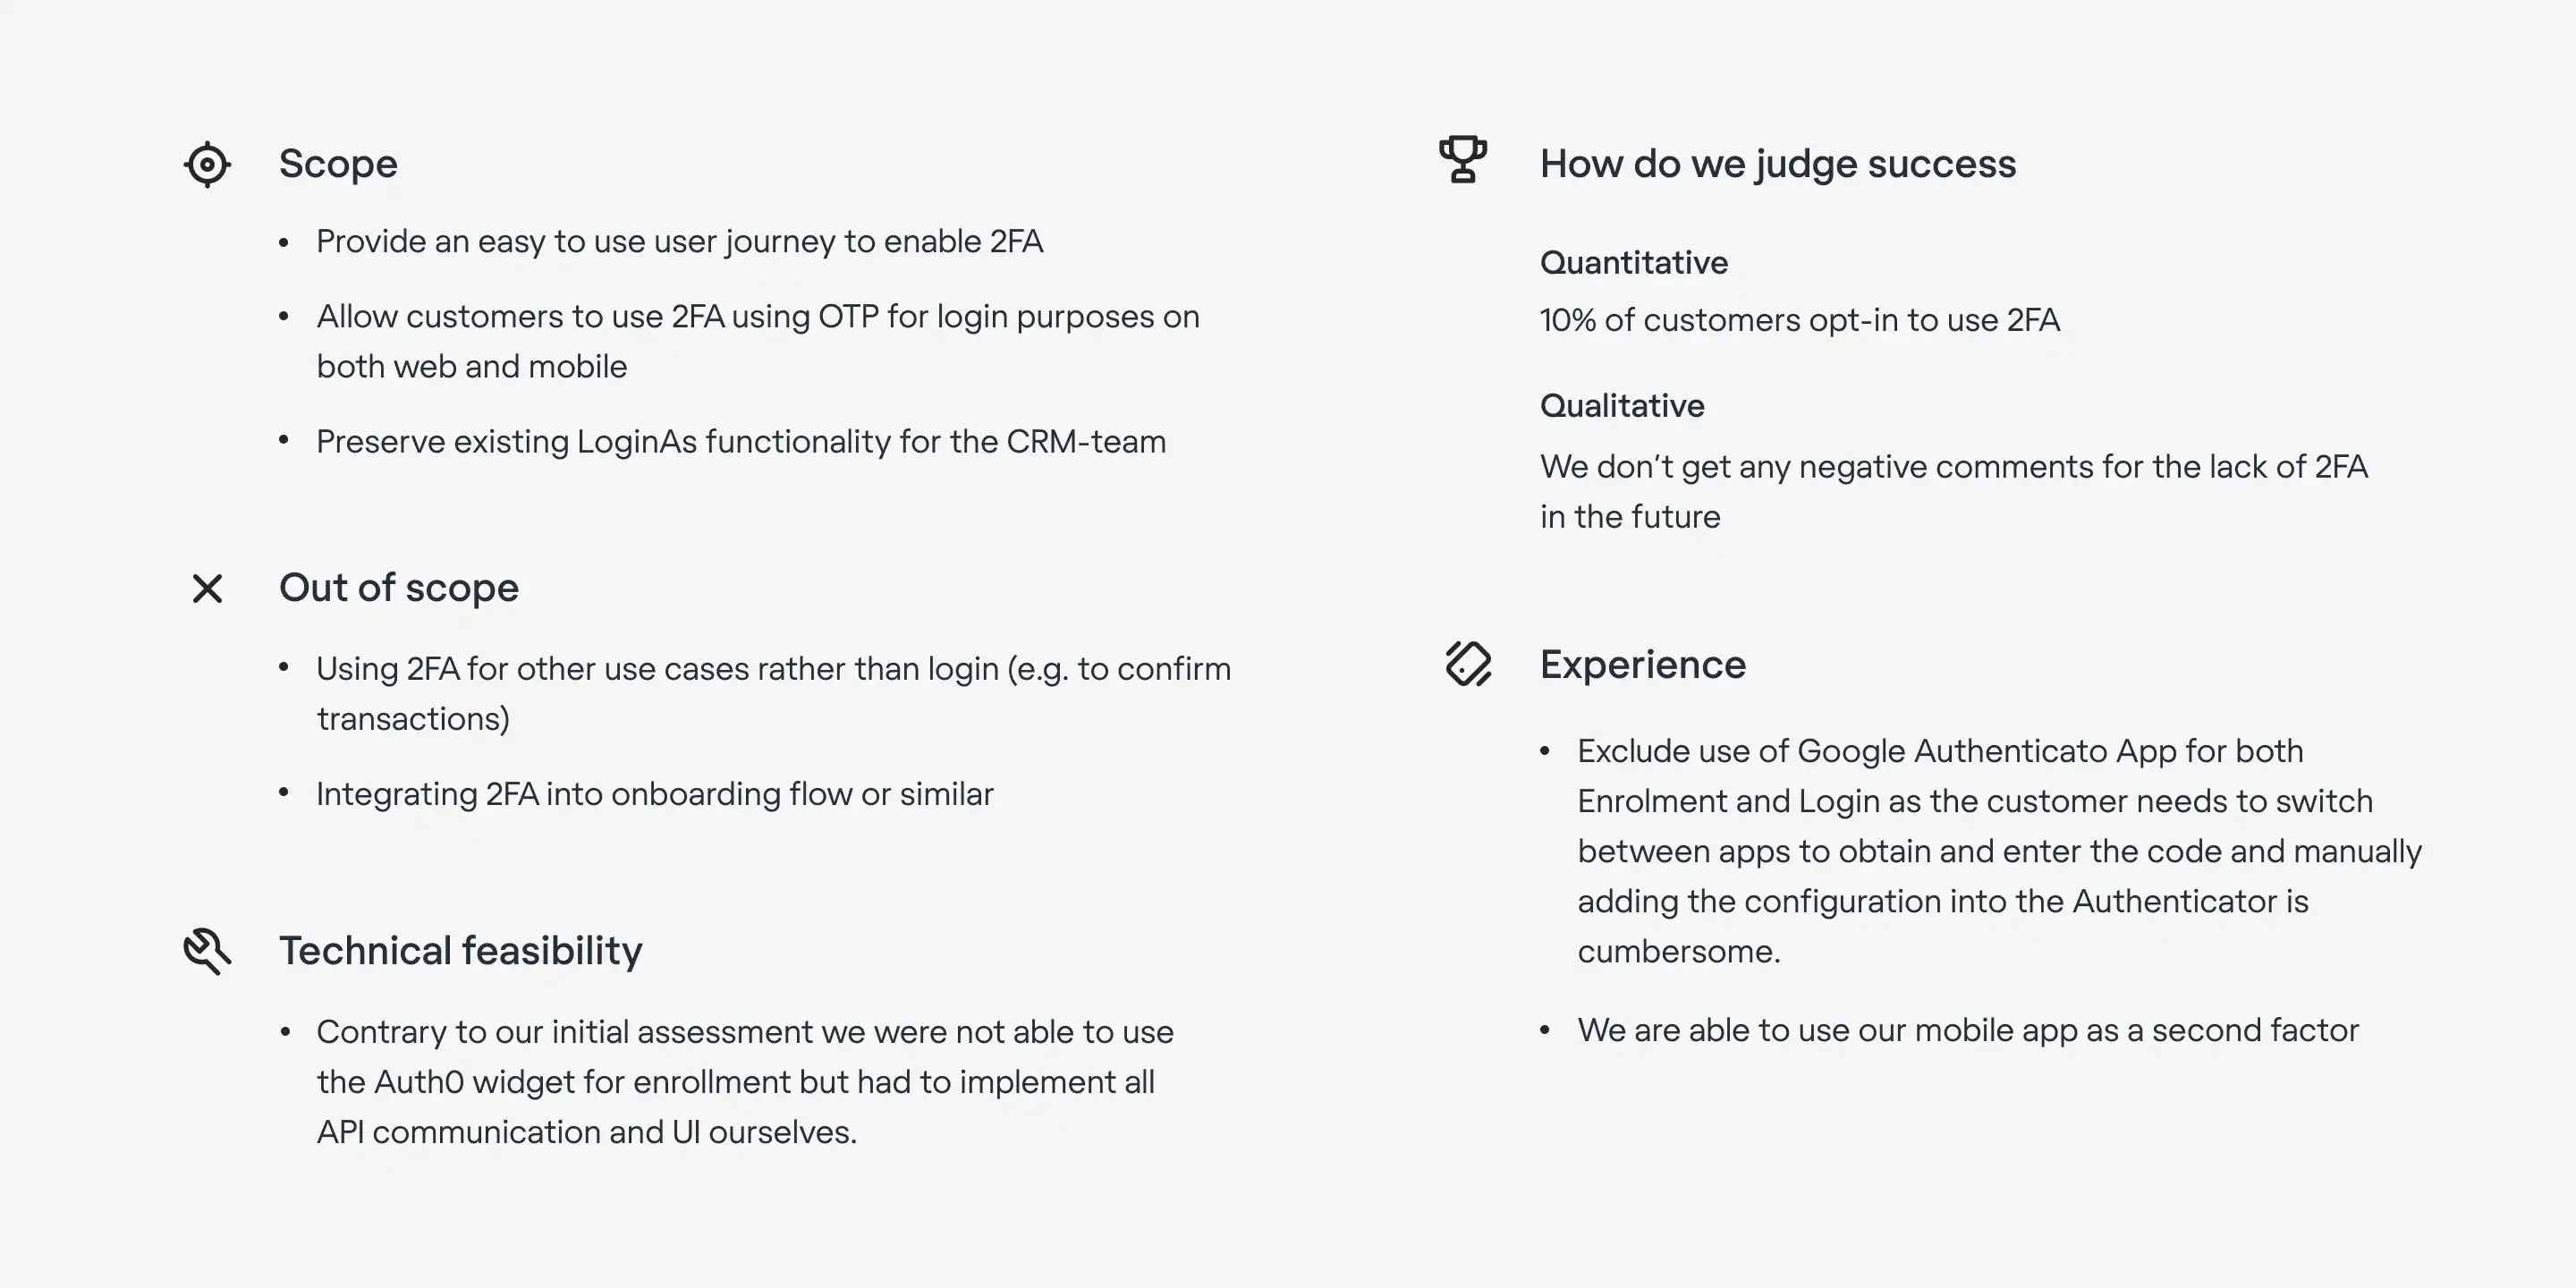 Scope
• Provide an easy to use user journey to enable 2FA
• Allow customers to use 2FA using OTP for login purposes on
both web and mobile
• Preserve existing LoginAs functionality for the CRM-team
Out of scope
• Using 2FA for other use cases rather than login (e.g. to confirm
transactions)
• Integrating 2FA into onboarding flow or similar
Technical feasibility
• Contrary to our initial assessment we were not able to use
the Auth0 widget for enrollment but had to implement all
API communication and UI ourselves.
How do we judge success
Quantitative
10% of customers opt-in to use 2FA
Qualitative
We don’t get any negative comments for the lack of 2FA
in the future
Experience
• Exclude use of Google Authenticato App for both
Enrolment and Login as the customer needs to switch
between apps to obtain and enter the code and manually
adding the configuration into the Authenticator is
cumbersome.
• We are able to use our mobile app as a second factor